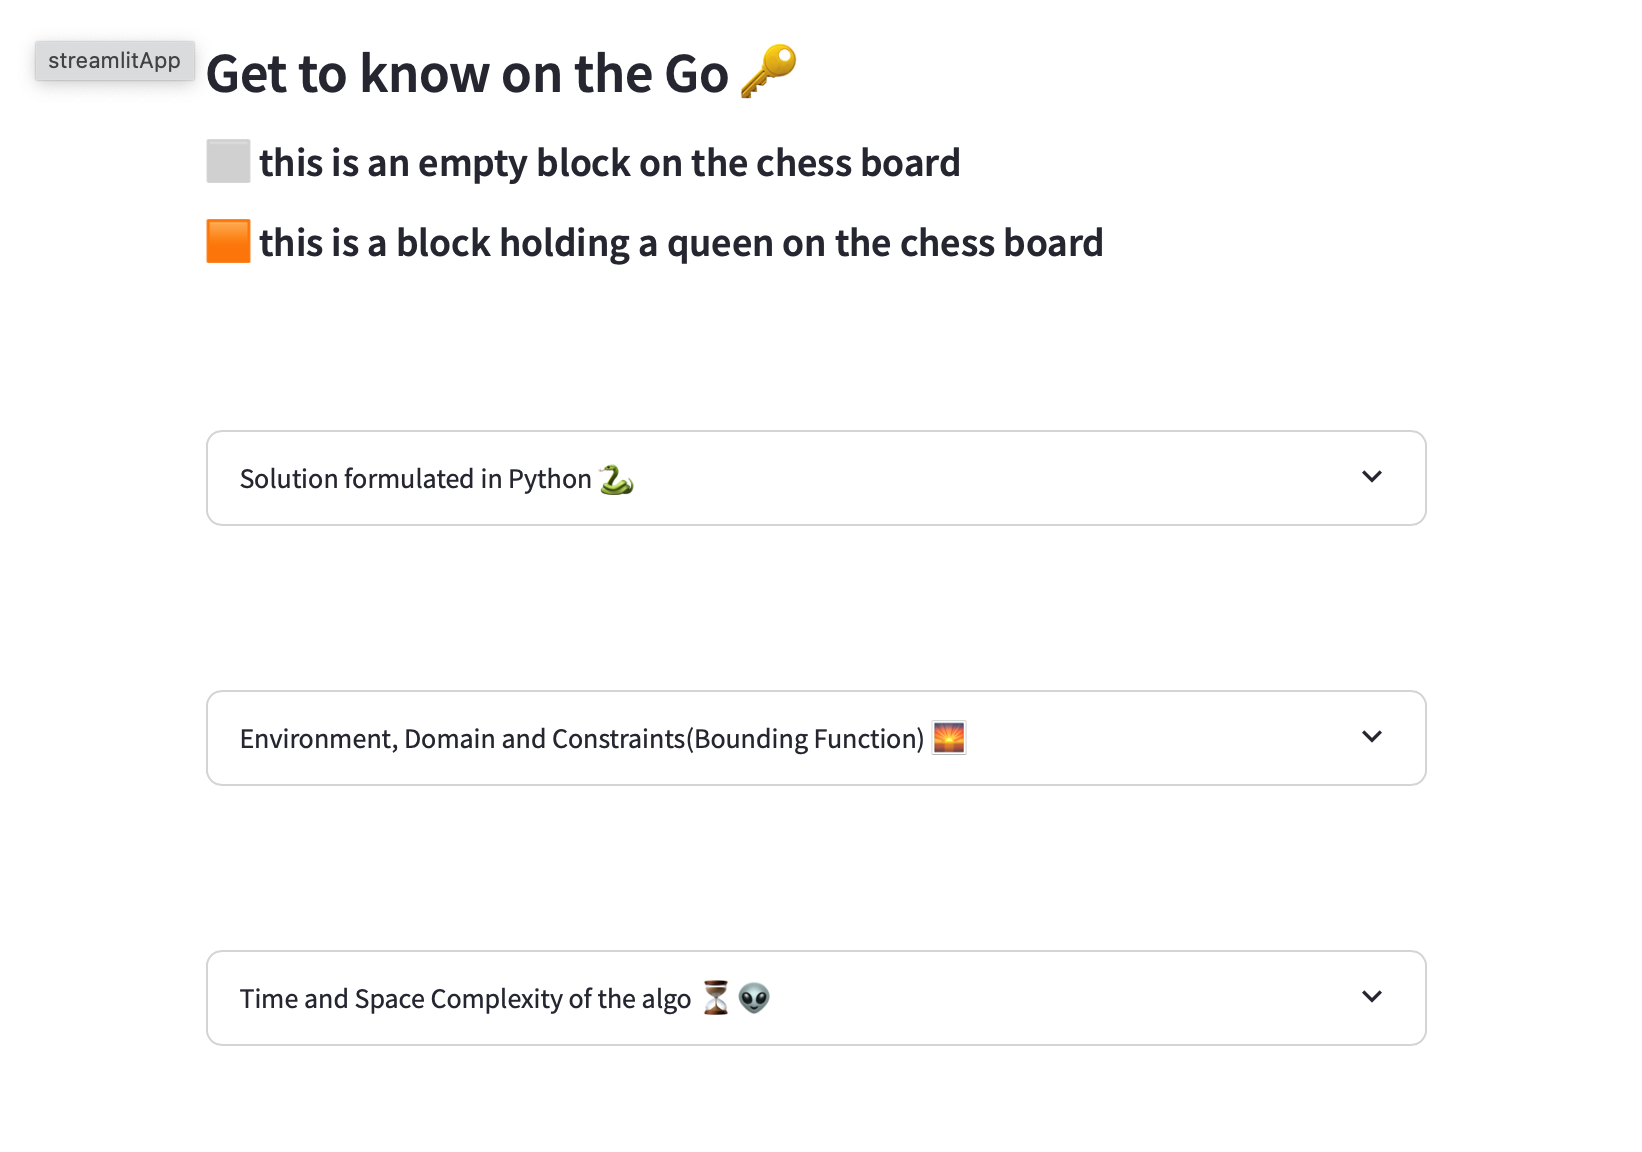 streamlitApp
Get to know on the Go 🔑
⬜ this is an empty block on the chess board
🟧 this is a block holding a queen on the chess board
Solution formulated in Python 🐍
Environment, Domain and Constraints(Bounding Function) 🌅
Time and Space Complexity of the algo ⏳👽